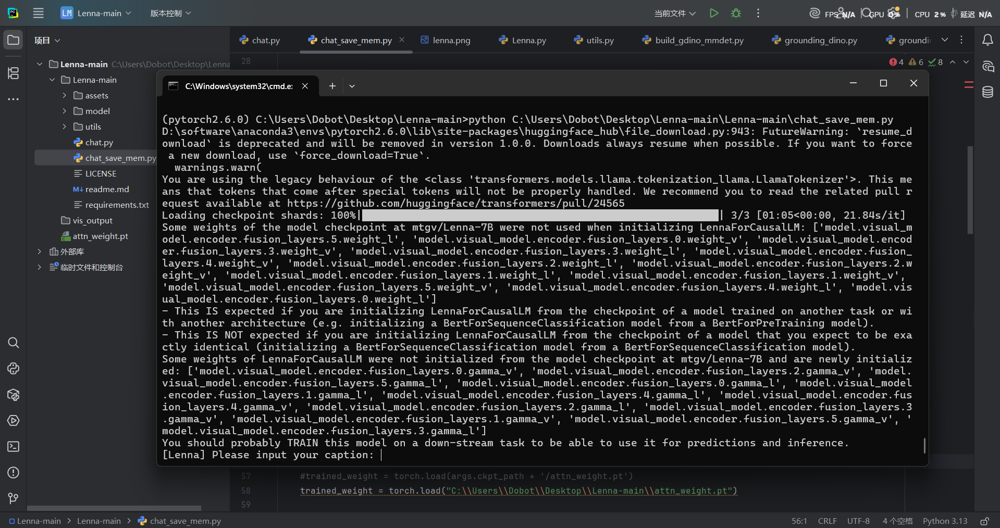 LM Lenna-main 版本控制 当前文件 FPS N/A GPU 0% CPU 2% 延迟 N/A
项目
chat.py chat_save_mem.py lenna.png Lenna.py utils.py build_gdino_mmdet.py grounding_dino.py groundi
28
4 6 8
Lenna-main C:\Users\Dobot\Desktop\Lenna
Lenna-main
assets
model
utils
chat.py
chat_save_mem.py
LICENSE
readme.md
requirements.txt
vis_output
attn_weight.pt
外部库
临时文件和控制台
C:\Windows\system32\cmd.e
(pytorch2.6.0) C:\Users\Dobot\Desktop\Lenna-main>python C:\Users\Dobot\Desktop\Lenna-main\Lenna-main\chat_save_mem.py
D:\software\anaconda3\envs\pytorch2.6.0\lib\site-packages\huggingface_hub\file_download.py:943: FutureWarning: `resume_d
ownload` is deprecated and will be removed in version 1.0.0. Downloads always resume when possible. If you want to force
 a new download, use `force_download=True`.
  warnings.warn(
You are using the legacy behaviour of the <class 'transformers.models.llama.tokenization_llama.LlamaTokenizer'>. This me
ans that tokens that come after special tokens will not be properly handled. We recommend you to read the related pull r
equest available at https://github.com/huggingface/transformers/pull/24565
Loading checkpoint shards: 100%| | 3/3 [01:05<00:00, 21.84s/it]
Some weights of the model checkpoint at mtgv/Lenna-7B were not used when initializing LennaForCausalLM: ['model.visual_m
odel.encoder.fusion_layers.5.weight_l', 'model.visual_model.encoder.fusion_layers.0.weight_v', 'model.visual_model.encod
er.fusion_layers.3.weight_v', 'model.visual_model.encoder.fusion_layers.3.weight_l', 'model.visual_model.encoder.fusion_
layers.4.weight_v', 'model.visual_model.encoder.fusion_layers.2.weight_l', 'model.visual_model.encoder.fusion_layers.2.w
eight_v', 'model.visual_model.encoder.fusion_layers.1.weight_l', 'model.visual_model.encoder.fusion_layers.1.weight_v',
'model.visual_model.encoder.fusion_layers.5.weight_v', 'model.visual_model.encoder.fusion_layers.4.weight_l', 'model.vis
ual_model.encoder.fusion_layers.0.weight_l']
- This IS expected if you are initializing LennaForCausalLM from the checkpoint of a model trained on another task or wi
th another architecture (e.g. initializing a BertForSequenceClassification model from a BertForPreTraining model).
- This IS NOT expected if you are initializing LennaForCausalLM from the checkpoint of a model that you expect to be exa
ctly identical (initializing a BertForSequenceClassification model from a BertForSequenceClassification model).
Some weights of LennaForCausalLM were not initialized from the model checkpoint at mtgv/Lenna-7B and are newly initializ
ed: ['model.visual_model.encoder.fusion_layers.0.gamma_v', 'model.visual_model.encoder.fusion_layers.2.gamma_v', 'model.
visual_model.encoder.fusion_layers.5.gamma_l', 'model.visual_model.encoder.fusion_layers.0.gamma_l', 'model.visual_model
.encoder.fusion_layers.1.gamma_l', 'model.visual_model.encoder.fusion_layers.4.gamma_l', 'model.visual_model.encoder.fus
ion_layers.4.gamma_v', 'model.visual_model.encoder.fusion_layers.2.gamma_l', 'model.visual_model.encoder.fusion_layers.3
.gamma_v', 'model.visual_model.encoder.fusion_layers.1.gamma_v', 'model.visual_model.encoder.fusion_layers.5.gamma_v', '
model.visual_model.encoder.fusion_layers.3.gamma_l']
You should probably TRAIN this model on a down-stream task to be able to use it for predictions and inference.
[Lenna] Please input your caption:
57 #trained_weight = torch.load(args.ckpt_path + '/attn_weight.pt')
58 trained_weight = torch.load("C:\\Users\\Dobot\\Desktop\\Lenna-main\\attn_weight.pt")
59
Lenna-main > Lenna-main > chat_save_mem.py 56:1 CRLF UTF-8 4 个空格 Python 3.13